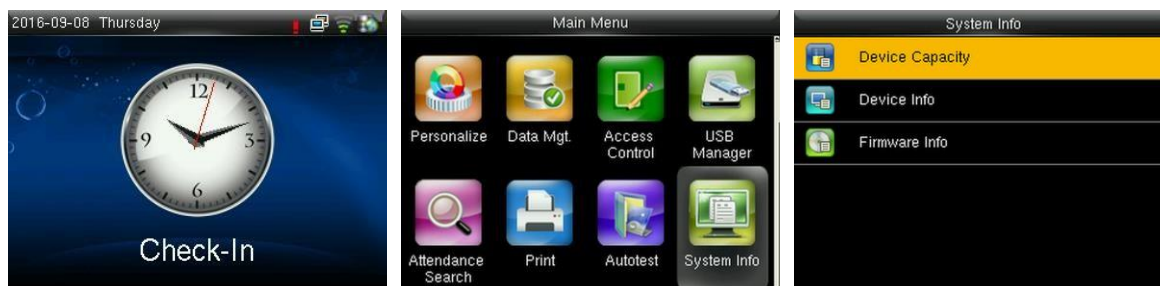 2016-09-08 Thursday
12
9
3
6
Check-In
Main Menu
Personalize
Data Mgt.
Access
Control
USB
Manager
Attendance
Search
Print
Autotest
System Info
System Info
Device Capacity
Device Info
Firmware Info